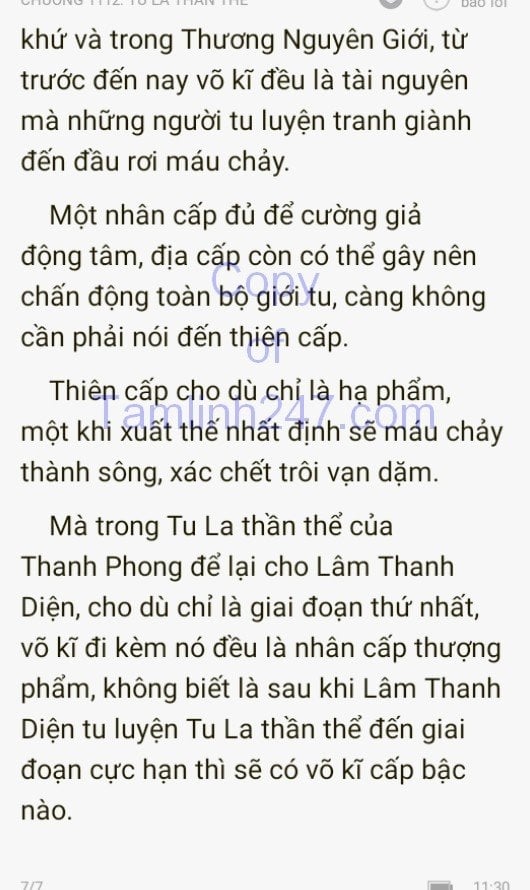 CHƯƠNG 1112: TU LA THẦN THỂ
báo lỗi
khứ và trong Thương Nguyên Giới, từ
trước đến nay võ kĩ đều là tài nguyên
mà những người tu luyện tranh giành
đến đầu rơi máu chảy.
Một nhân cấp đủ để cường giả
động tâm, địa cấp còn có thể gây nên
chấn động toàn bộ giới tu, càng không
cần phải nói đến thiên cấp.
Thiên cấp cho dù chỉ là hạ phẩm,
một khi xuất thế nhất định sẽ máu chảy
thành sông, xác chết trôi vạn dặm.
Mà trong Tu La thần thể của
Thanh Phong để lại cho Lâm Thanh
Diện, cho dù chỉ là giai đoạn thứ nhất,
võ kĩ đi kèm nó đều là nhân cấp thượng
phẩm, không biết là sau khi Lâm Thanh
Diện tu luyện Tu La thần thể đến giai
đoạn cực hạn thì sẽ có võ kĩ cấp bậc
nào.
Copy
of
Tamlinh247.com
7/7
11:30